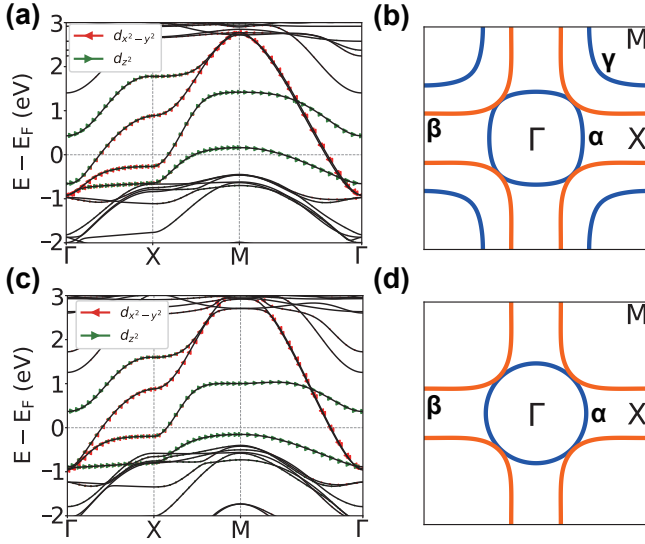 (a)
3
2
1
0
−1
−2
E − E_F (eV)
d_{x²−y²}
d_{z²}
Γ
X
M
Γ
(b)
M
γ
β
Γ
α
X
(c)
3
2
1
0
−1
−2
E − E_F (eV)
d_{x²−y²}
d_{z²}
Γ
X
M
Γ
(d)
M
β
Γ
α
X